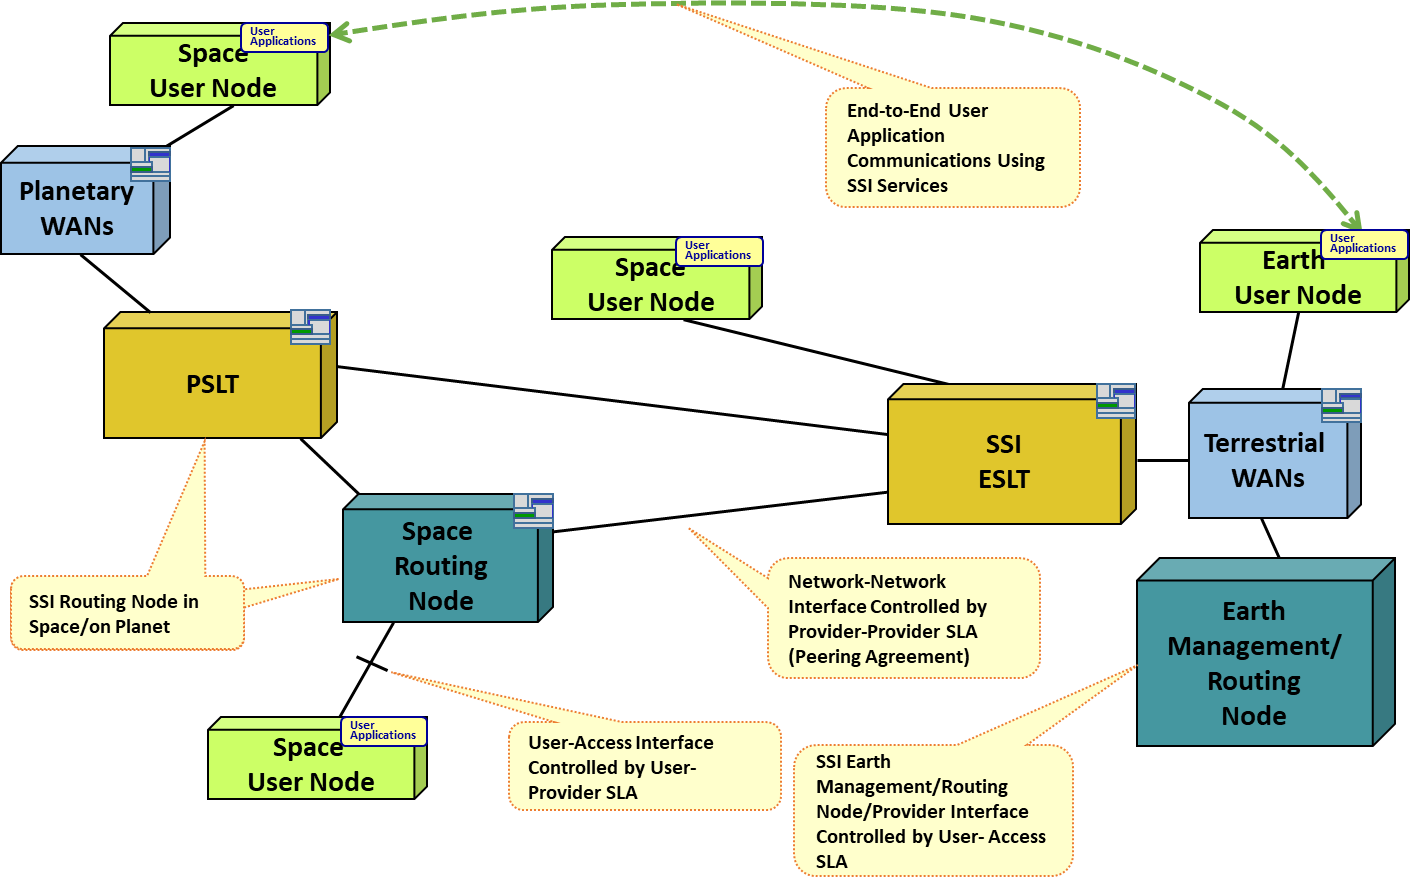 User
Applications
Space
User Node
End-to-End User
Application
Communications Using
SSI Services
Planetary
WANs
User
Applications
Space
User Node
User
Applications
Earth
User Node
PSLT
SSI
ESLT
Terrestrial
WANs
Space
Routing
Node
SSI Routing Node in
Space/on Planet
Network-Network
Interface Controlled by
Provider-Provider SLA
(Peering Agreement)
Earth
Management/
Routing
Node
User
Applications
Space
User Node
User-Access Interface
Controlled by User-
Provider SLA
SSI Earth
Management/Routing
Node/Provider Interface
Controlled by User- Access
SLA